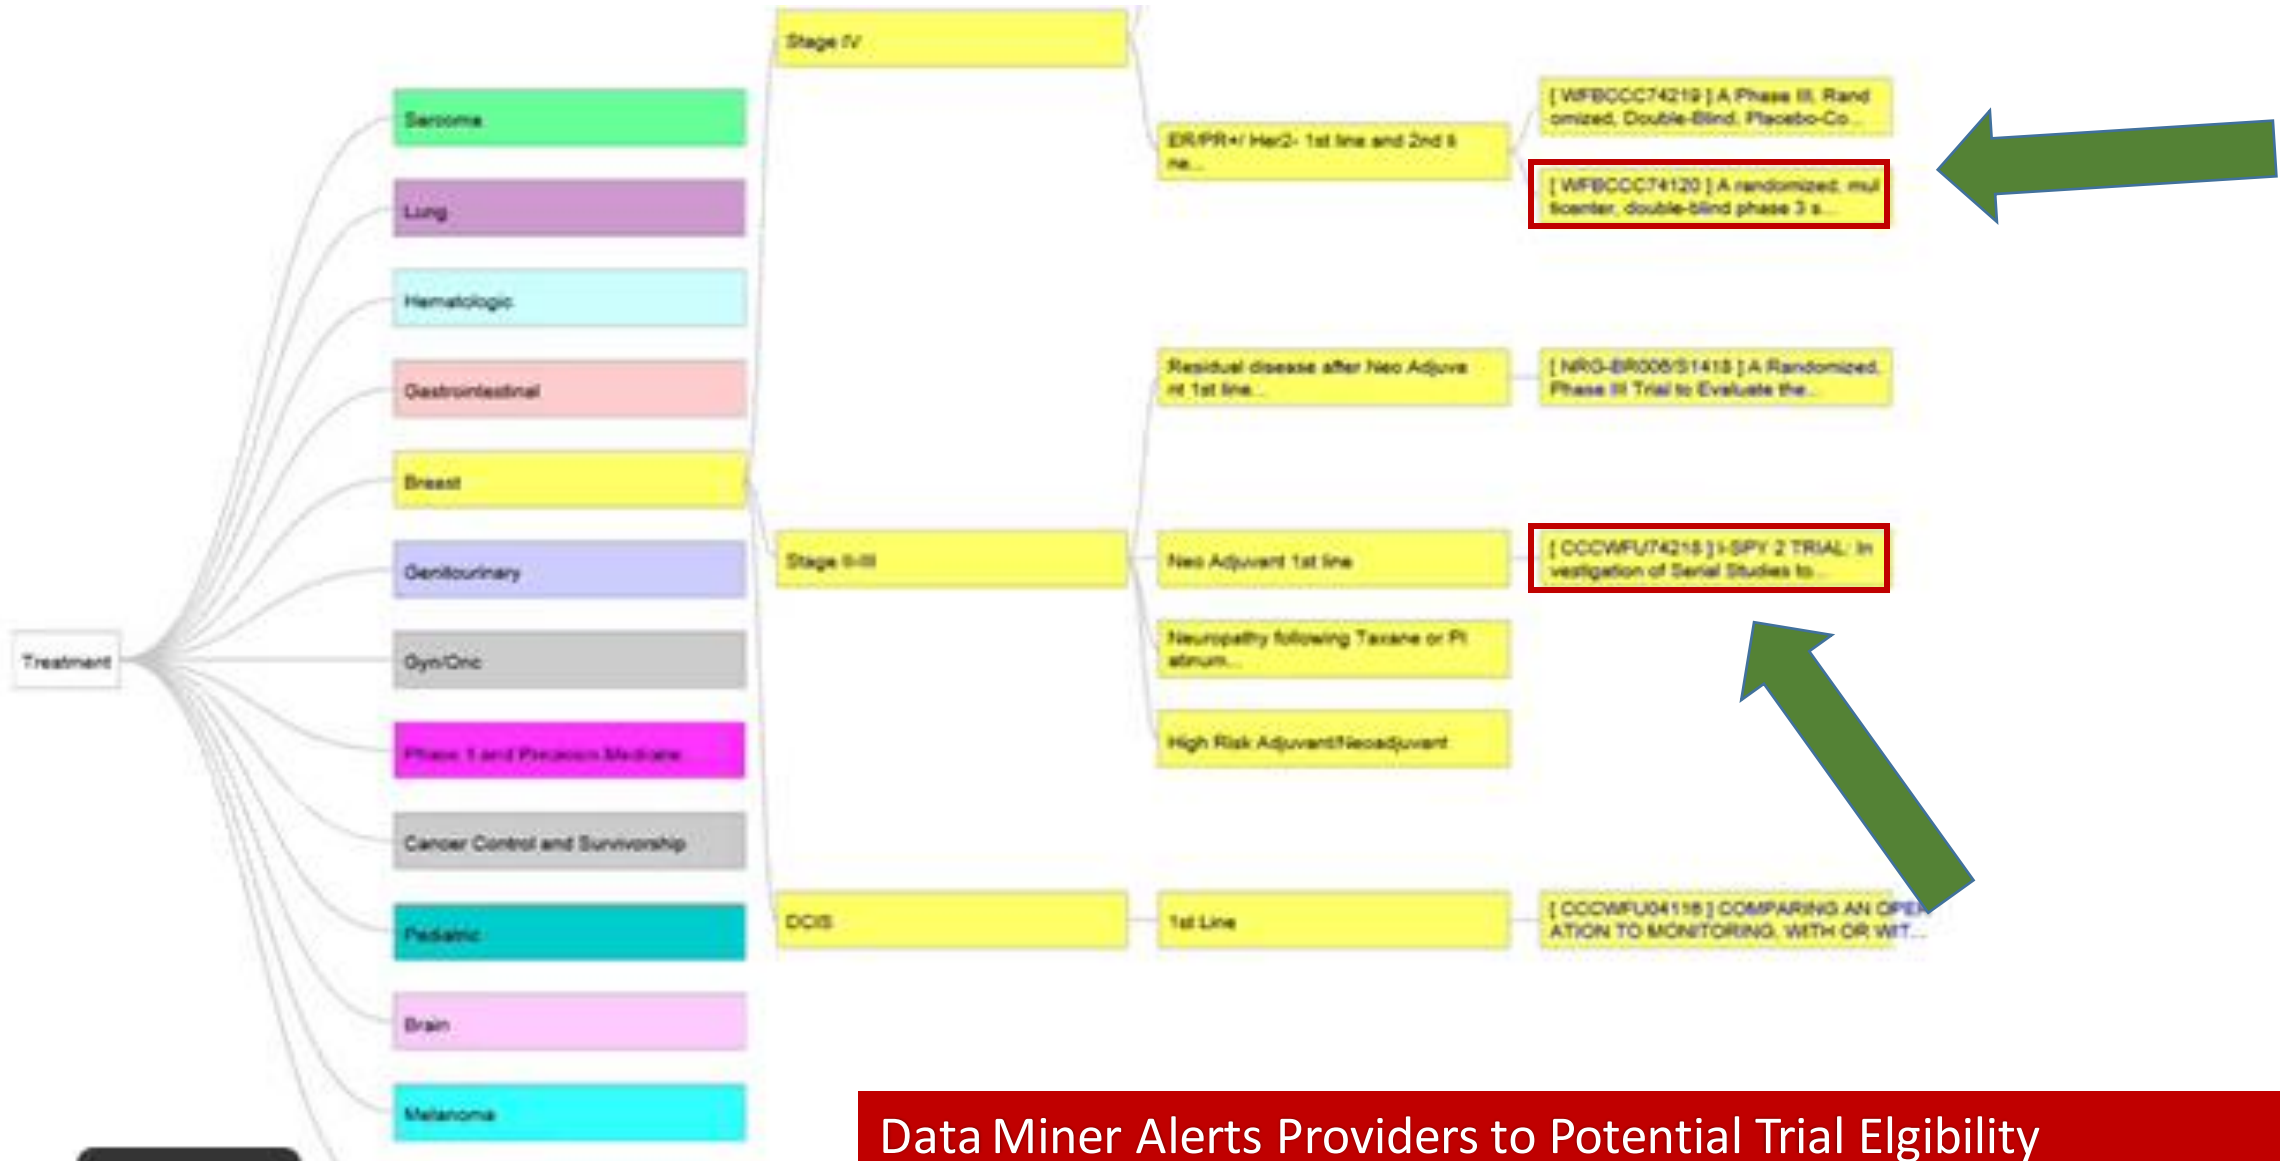 Treatment
Sarcoma
Lung
Hematologic
Gastrointestinal
Breast
Genitourinary
Gyn/Onc
Phase 1 and Precision Medicine...
Cancer Control and Survivorship
Pediatric
Brain
Melanoma
Stage IV
ER/PR+/ Her2- 1st line and 2nd li
ne...
[ WFBCCC74219 ] A Phase III, Rand
omized, Double-Blind, Placebo-Co...
[ WFBCCC74120 ] A randomized, mul
ticenter, double-blind phase 3 s...
Stage II-III
Residual disease after Neo Adjuva
nt 1st line...
[ NRG-BR006/S1418 ] A Randomized,
Phase III Trial to Evaluate the...
Neo Adjuvant 1st line
[ CCCWFU74218 ] I-SPY 2 TRIAL: In
vestigation of Serial Studies to...
Neuropathy following Taxane or Pl
atinum...
High Risk Adjuvant/Neoadjuvant
DCIS
1st Line
[ CCCWFU04116 ] COMPARING AN OPER
ATION TO MONITORING, WITH OR WIT...
Data Miner Alerts Providers to Potential Trial Elgibility